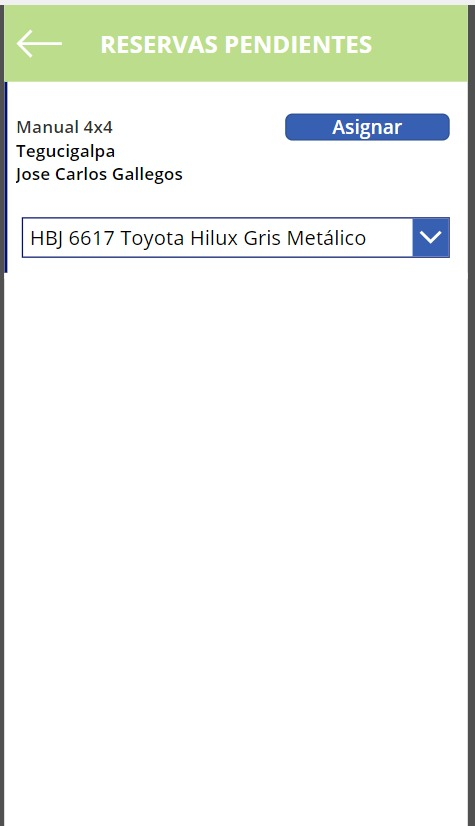 RESERVAS PENDIENTES
Manual 4x4
Asignar
Tegucigalpa
Jose Carlos Gallegos
HBJ 6617 Toyota Hilux Gris Metálico